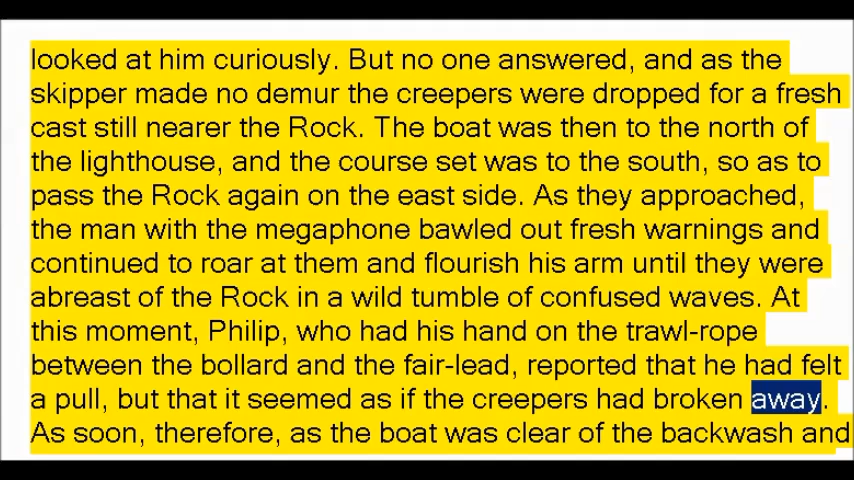 looked at him curiously. But no one answered, and as the
skipper made no demur the creepers were dropped for a fresh
cast still nearer the Rock. The boat was then to the north of
the lighthouse, and the course set was to the south, so as to
pass the Rock again on the east side. As they approached,
the man with the megaphone bawled out fresh warnings and
continued to roar at them and flourish his arm until they were
abreast of the Rock in a wild tumble of confused waves. At
this moment, Philip, who had his hand on the trawl-rope
between the bollard and the fair-lead, reported that he had felt
a pull, but that it seemed as if the creepers had broken away.
As soon, therefore, as the boat was clear of the backwash and